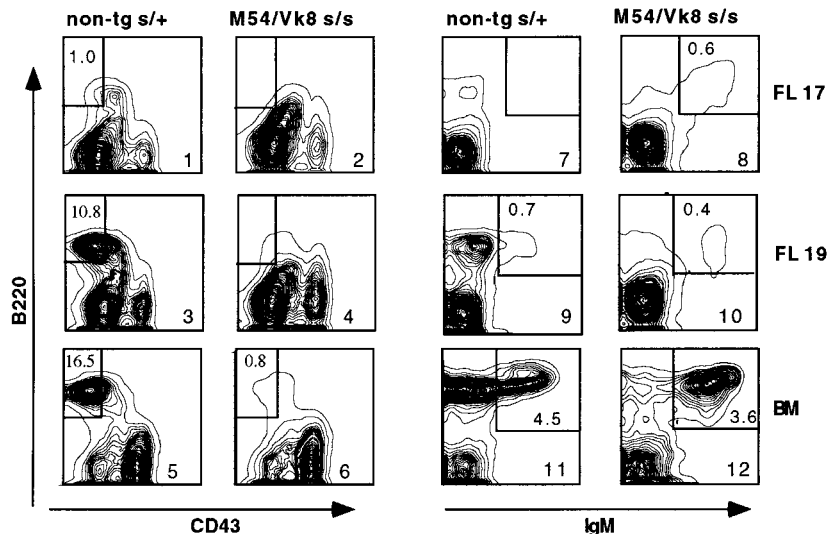 non-tg s/+ M54/Vk8 s/s non-tg s/+ M54/Vk8 s/s
1.0 0.6 FL 17
1 2 7 8
10.8 0.7 0.4 FL 19
3 4 9 10
B220
16.5 0.8 BM
4.5 3.6
5 6 11 12
CD43 IgM